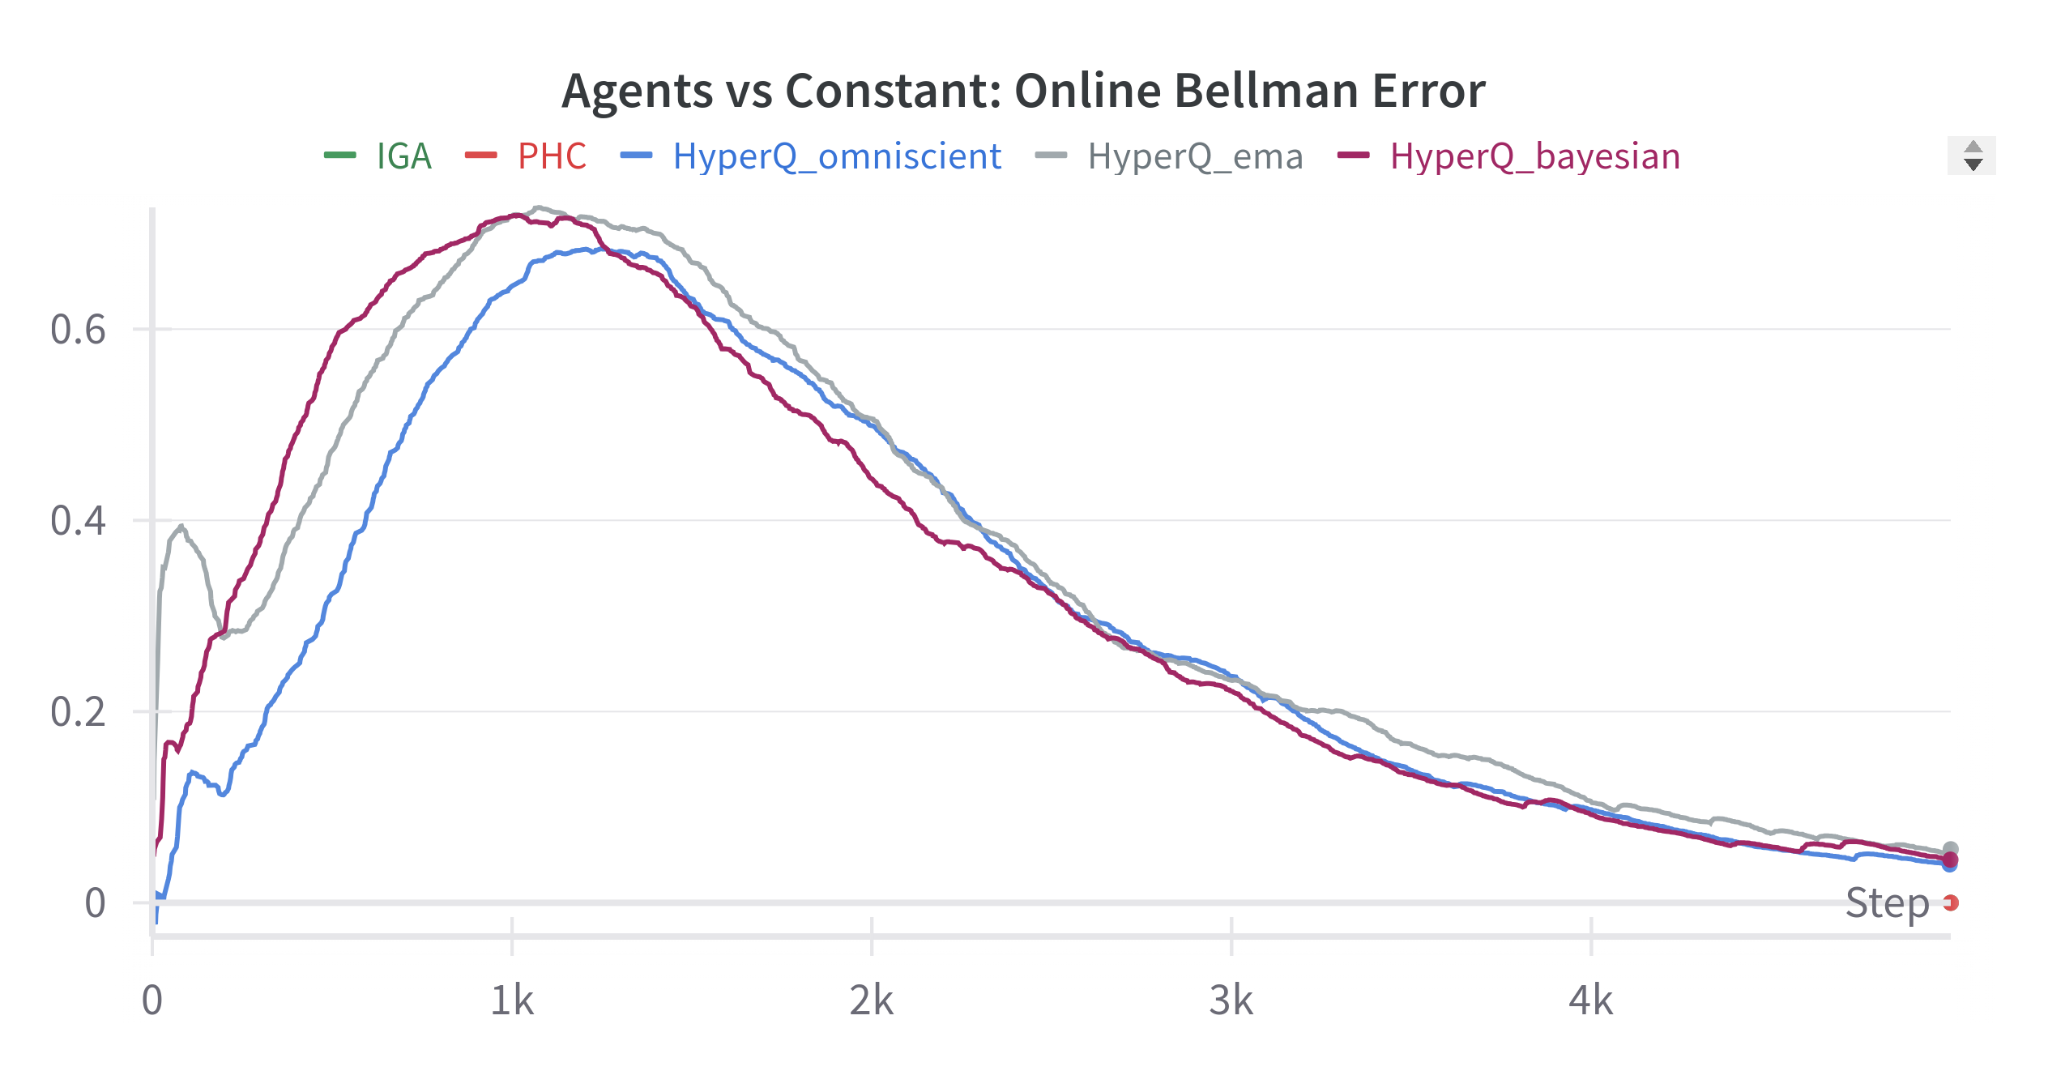 Agents vs Constant: Online Bellman Error
IGA PHC HyperQ_omniscient HyperQ_ema HyperQ_bayesian
0.6
0.4
0.2
0
Step
0 1k 2k 3k 4k